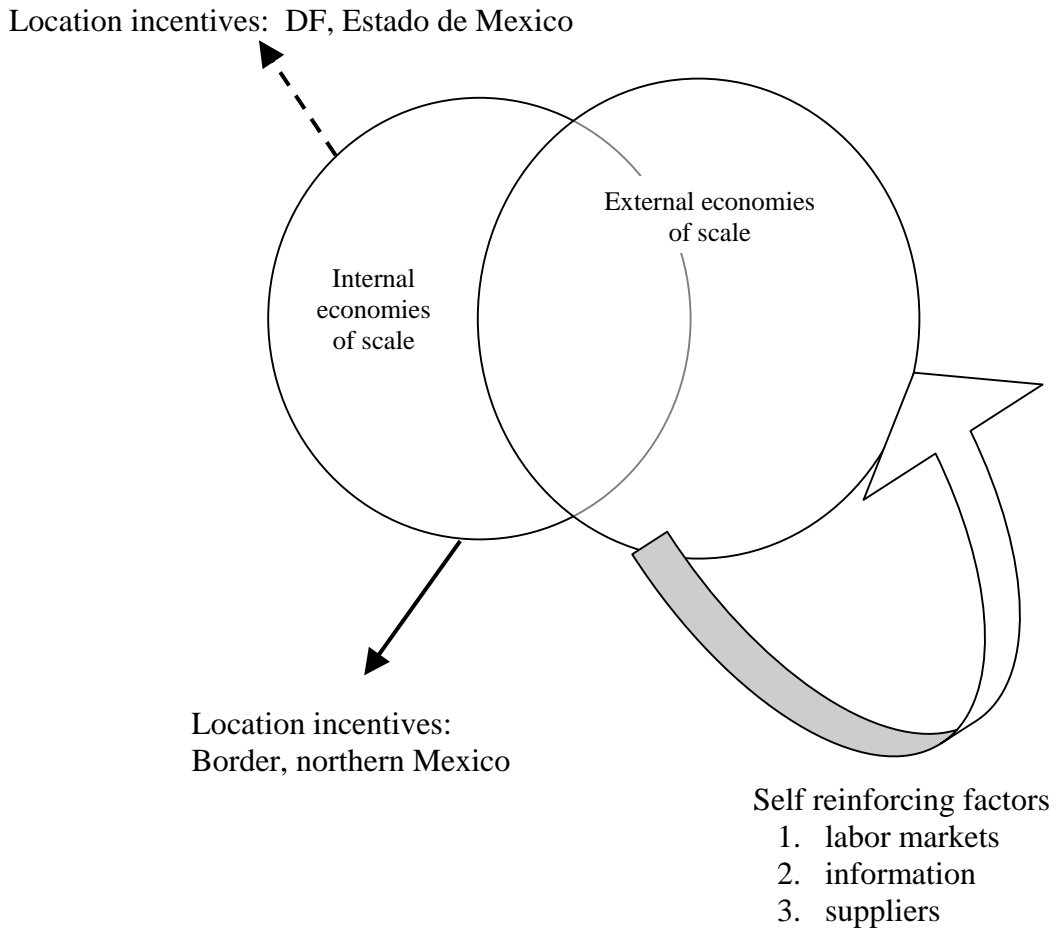 Location incentives:  DF, Estado de Mexico
External economies
of scale
Internal
economies
of scale
Location incentives:
Border, northern Mexico
Self reinforcing factors
1. labor markets
2. information
3. suppliers